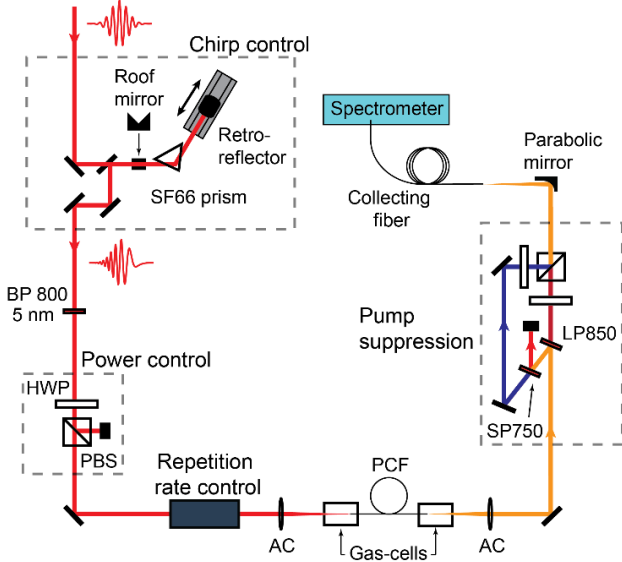 Chirp control
Roof
mirror
Retro-
reflector
SF66 prism
Spectrometer
Parabolic
mirror
Collecting
fiber
BP 800
5 nm
Pump
suppression
LP850
SP750
Power control
HWP
PBS
Repetition
rate control
PCF
AC
Gas-cells
AC